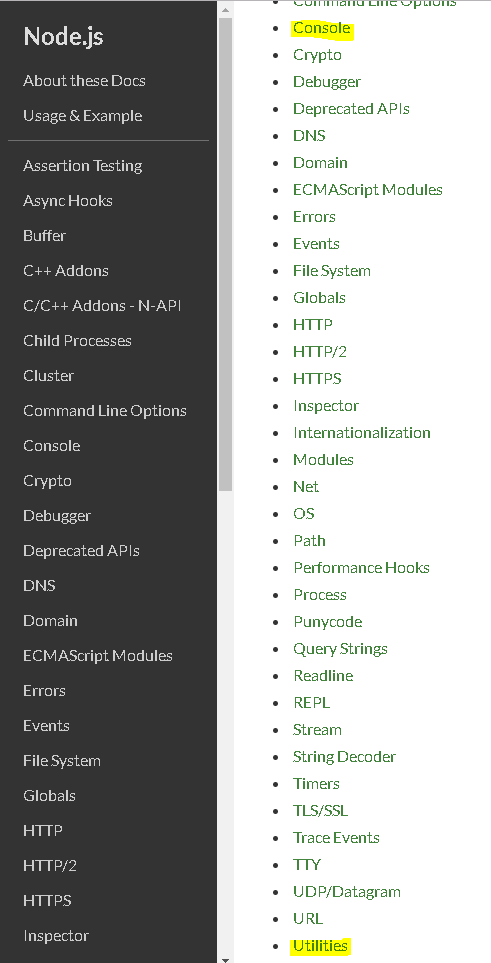 Node.js
About these Docs
Usage & Example
Assertion Testing
Async Hooks
Buffer
C++ Addons
C/C++ Addons - N-API
Child Processes
Cluster
Command Line Options
Console
Crypto
Debugger
Deprecated APIs
DNS
Domain
ECMAScript Modules
Errors
Events
File System
Globals
HTTP
HTTP/2
HTTPS
Inspector
Command Line Options
Console
Crypto
Debugger
Deprecated APIs
DNS
Domain
ECMAScript Modules
Errors
Events
File System
Globals
HTTP
HTTP/2
HTTPS
Inspector
Internationalization
Modules
Net
OS
Path
Performance Hooks
Process
Punycode
Query Strings
Readline
REPL
Stream
String Decoder
Timers
TLS/SSL
Trace Events
TTY
UDP/Datagram
URL
Utilities